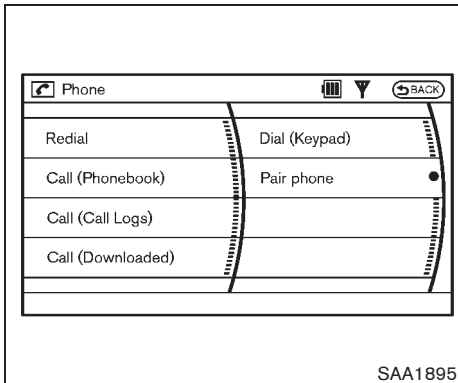 Phone
BACK
Redial
Dial (Keypad)
Call (Phonebook)
Pair phone
Call (Call Logs)
Call (Downloaded)
SAA1895